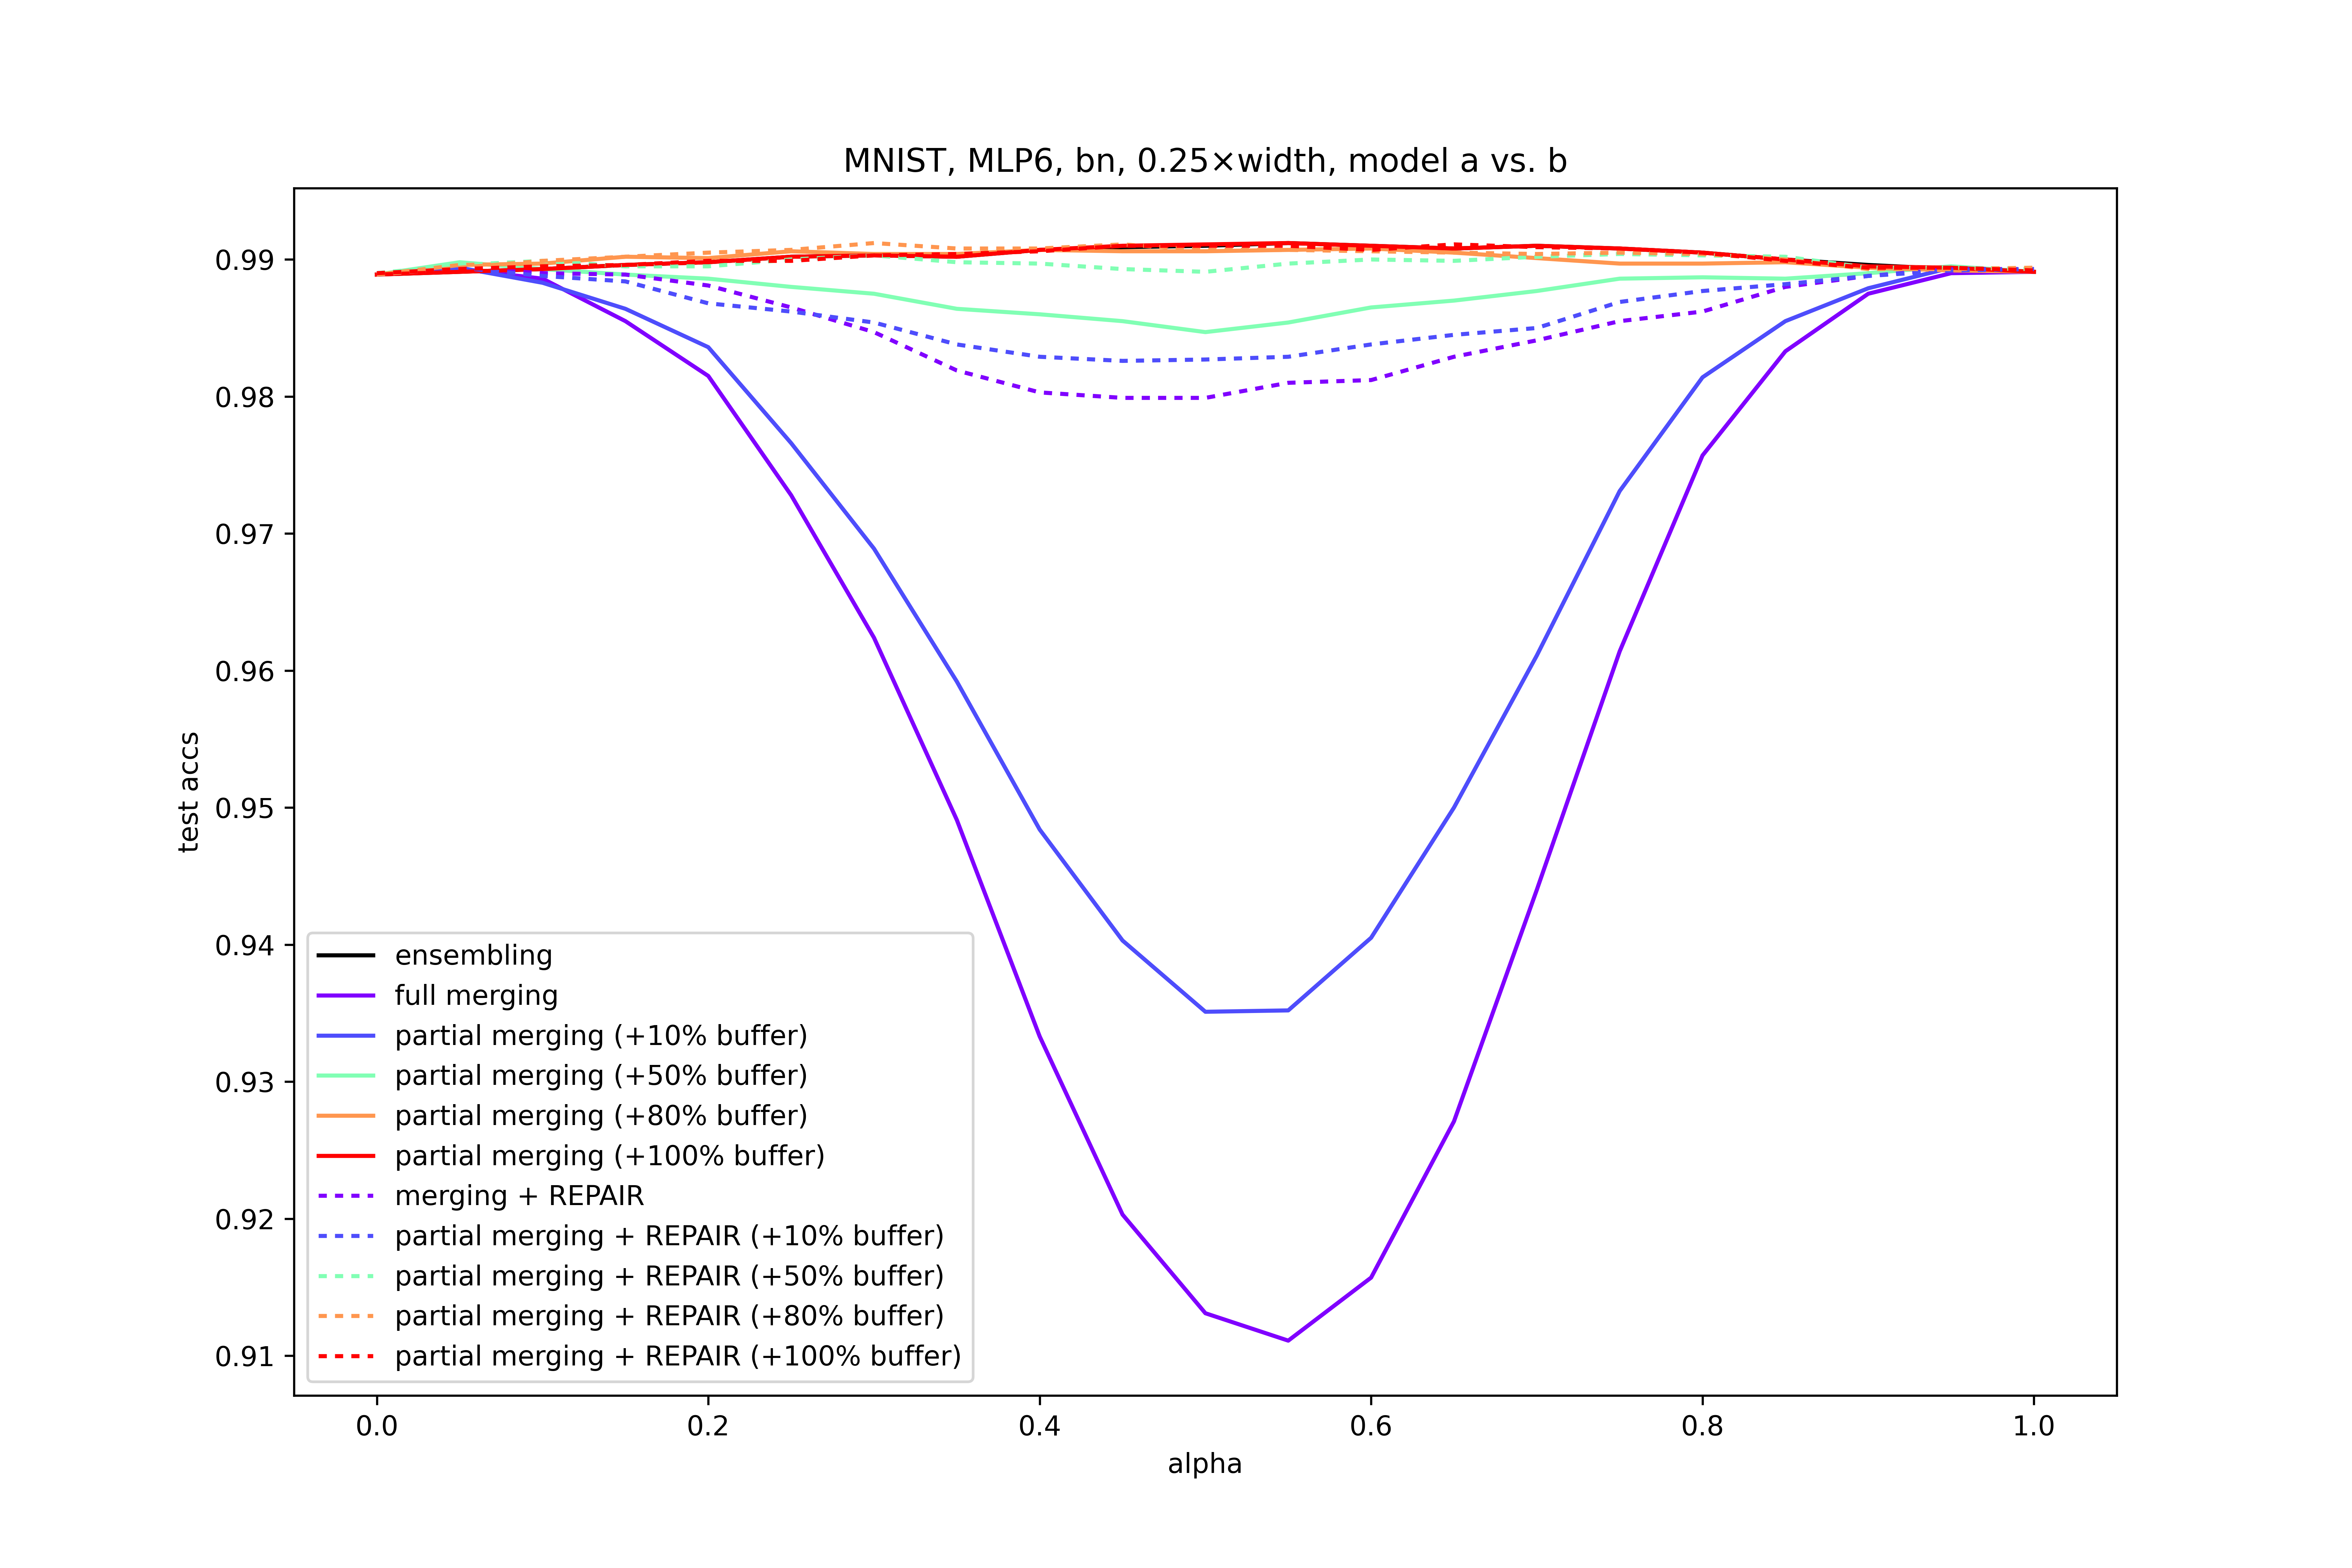 MNIST, MLP6, bn, 0.25×width, model a vs. b
0.99
0.98
0.97
0.96
0.95
0.94
0.93
0.92
0.91
test accs
ensembling
full merging
partial merging (+10% buffer)
partial merging (+50% buffer)
partial merging (+80% buffer)
partial merging (+100% buffer)
merging + REPAIR
partial merging + REPAIR (+10% buffer)
partial merging + REPAIR (+50% buffer)
partial merging + REPAIR (+80% buffer)
partial merging + REPAIR (+100% buffer)
0.0 0.2 0.4 0.6 0.8 1.0
alpha